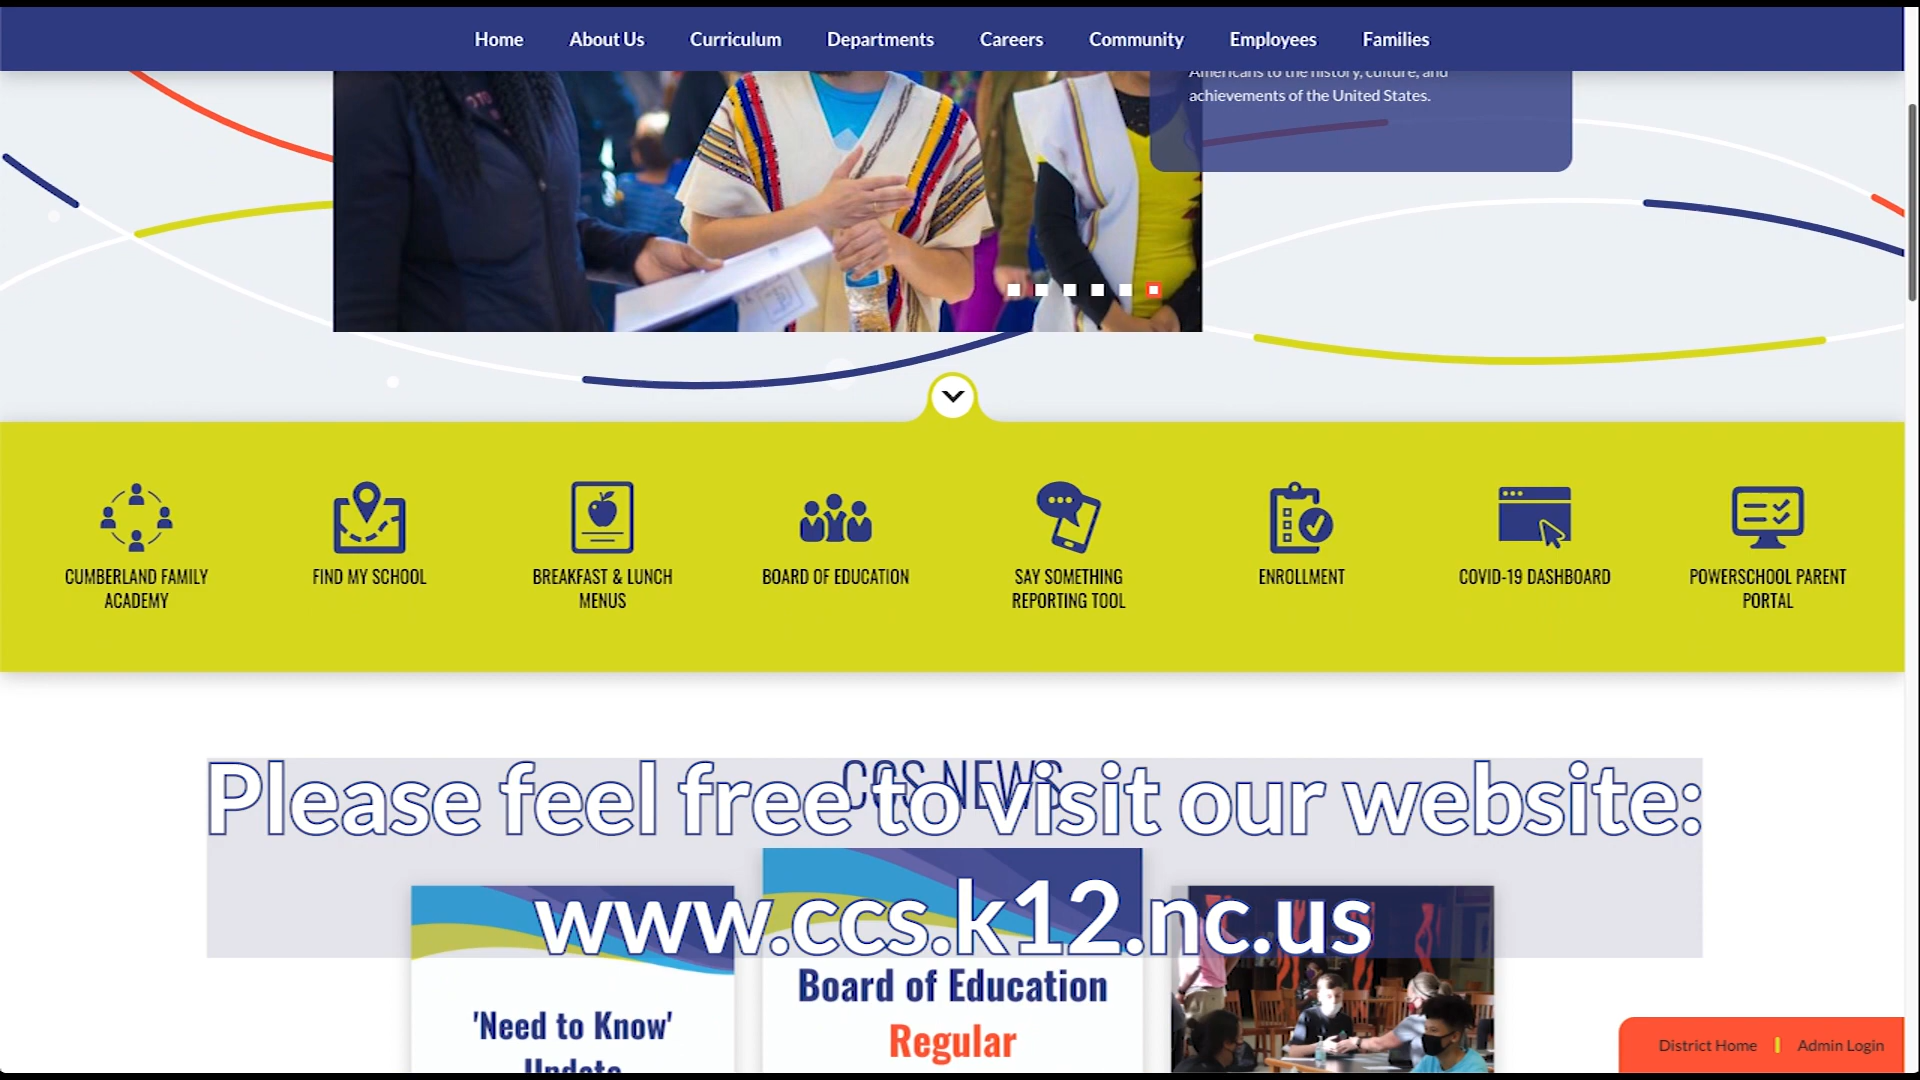 Home About Us Curriculum Departments Careers Community Employees Families
Americans to the history, culture, and
achievements of the United States.
CUMBERLAND FAMILY
ACADEMY
FIND MY SCHOOL
BREAKFAST & LUNCH
MENUS
BOARD OF EDUCATION
SAY SOMETHING
REPORTING TOOL
ENROLLMENT
COVID-19 DASHBOARD
POWERSCHOOL PARENT
PORTAL
CCS NEWS
Please feel free to visit our website:
www.ccs.k12.nc.us
'Need to Know'
Update
Board of Education
Regular
District Home Admin Login